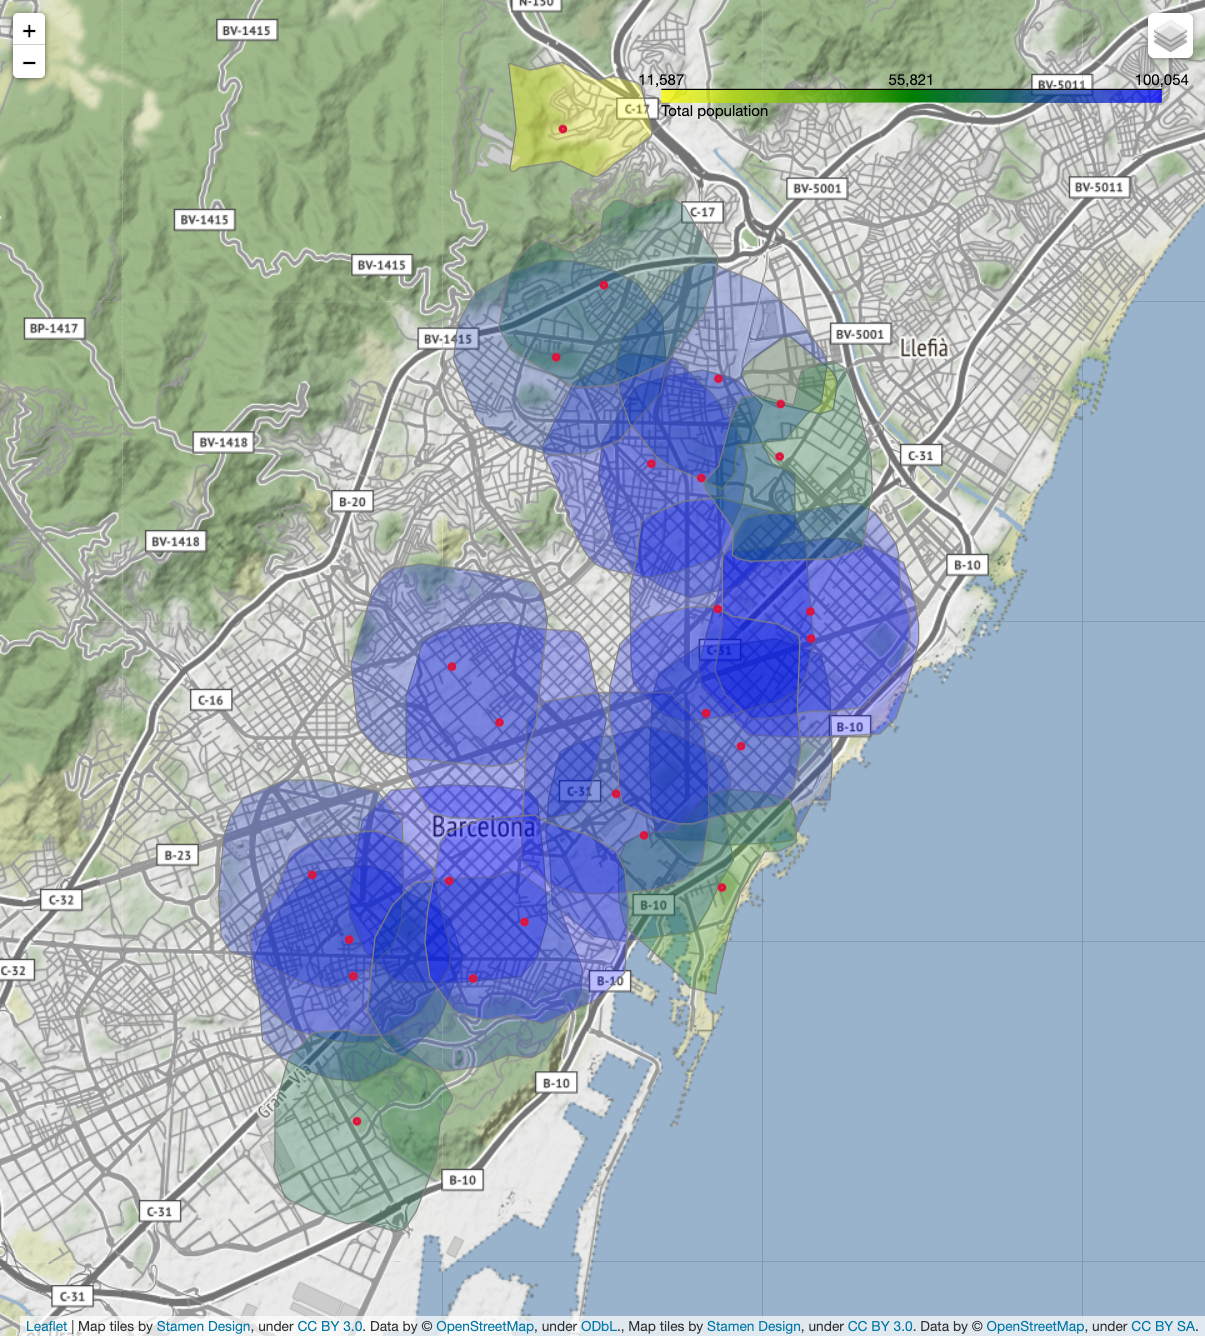 N-150
+
−
BV-1415
11,587
55,821
100,054
BV-5011
C-17
Total population
BV-5001
BV-5011
C-17
BV-1415
BV-1415
BP-1417
BV-1415
BV-5001
Llefià
BV-1418
C-31
B-20
BV-1418
B-10
C-31
C-16
B-10
C-31
Barcelona
B-23
C-32
B-10
C-32
B-10
B-10
Gran Via
B-10
C-31
C-31
Leaflet | Map tiles by Stamen Design, under CC BY 3.0. Data by © OpenStreetMap, under ODbL., Map tiles by Stamen Design, under CC BY 3.0. Data by © OpenStreetMap, under CC BY SA.